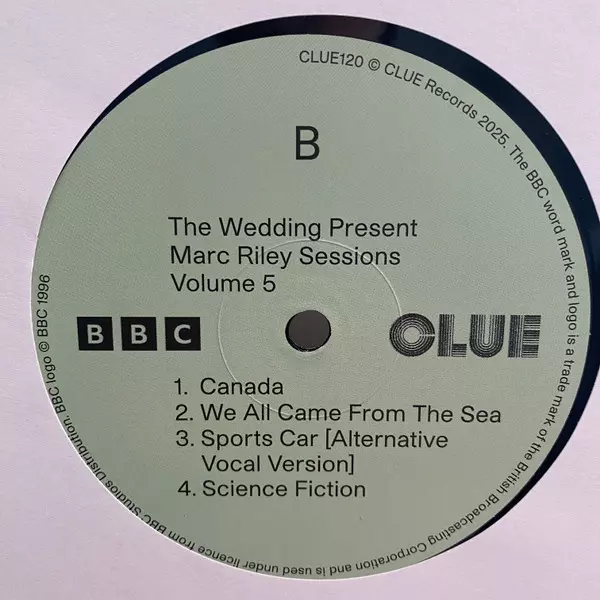 CLUE120 © CLUE Records 2025. The BBC word mark and logo is a trade mark of the British Broadcasting Corporation and is used under licence from BBC Studios Distribution. BBC logo © BBC 1996
B
The Wedding Present
Marc Riley Sessions
Volume 5
BBC
CLUE
1. Canada
2. We All Came From The Sea
3. Sports Car [Alternative
Vocal Version]
4. Science Fiction